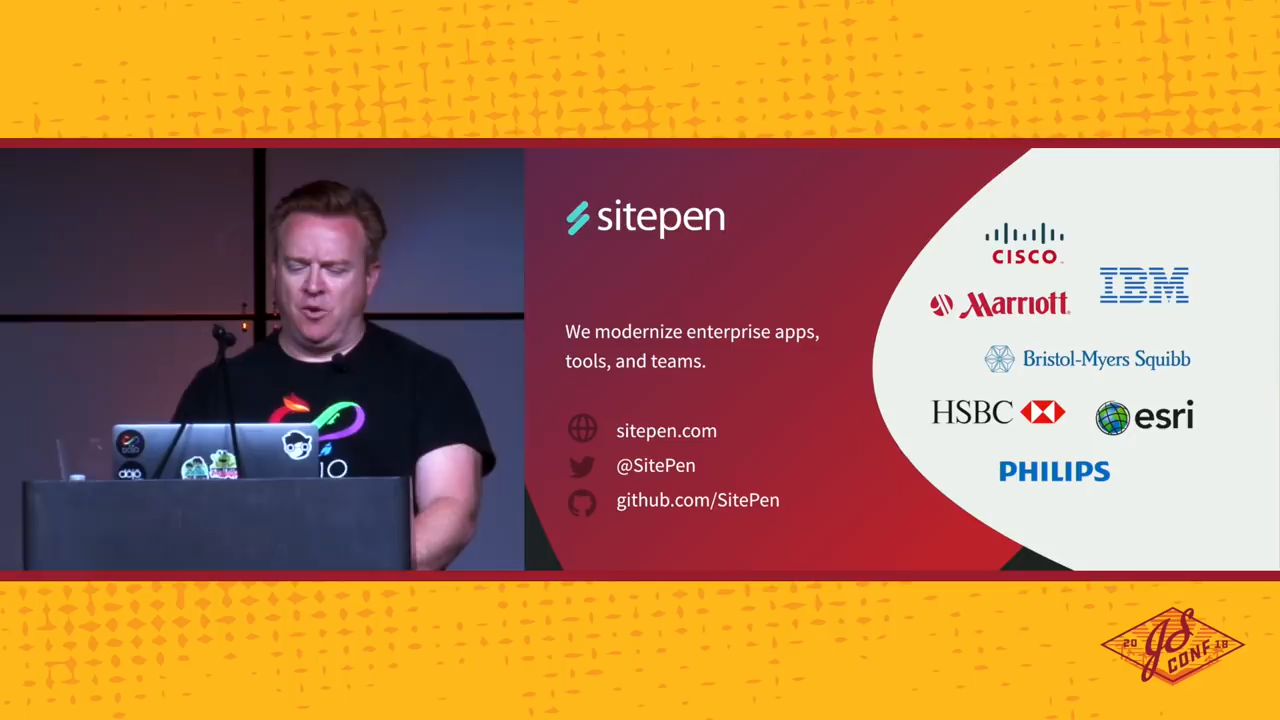 sitepen
We modernize enterprise apps,
tools, and teams.
sitepen.com
@SitePen
github.com/SitePen
CISCO
IBM
Marriott
Bristol-Myers Squibb
HSBC
esri
PHILIPS
dojo
20 JS CONF 18